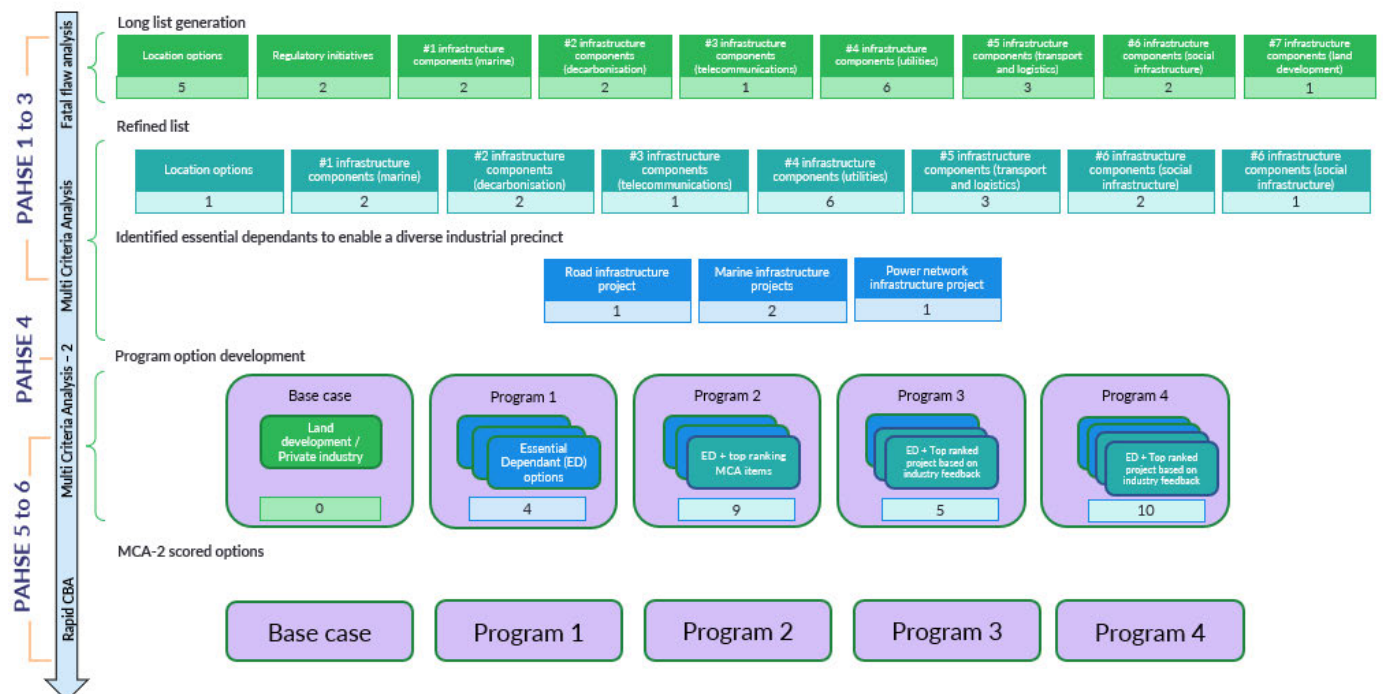 Long list generation
Location options
Regulatory initiatives
#1 infrastructure
components (marine)
#2 infrastructure
components
(decarbonisation)
#3 infrastructure
components
(telecommunications)
#4 infrastructure
components
(utilities)
#5 infrastructure
components (transport
and logistics)
#6 infrastructure
components (social
infrastructure)
#7 infrastructure
components (land
development)
5
2
2
2
1
6
3
2
1
Refined list
Location options
#1 infrastructure
components (marine)
#2 infrastructure
components
(decarbonisation)
#3 infrastructure
components
(telecommunications)
#4 infrastructure
components (utilities)
#5 infrastructure
components (transport
and logistics)
#6 infrastructure
components (social
infrastructure)
#6 infrastructure
components (social
infrastructure)
1
2
2
1
6
3
2
1
Identified essential dependants to enable a diverse industrial precinct
Road infrastructure
project
Marine infrastructure
projects
Power network
infrastructure project
1
2
1
Program option development
Base case
Land
development /
Private industry
0
Program 1
Essential
Dependant (ED)
options
4
Program 2
ED + top ranking
MCA items
9
Program 3
ED + Top ranked
project based on
industry feedback
5
Program 4
ED + Top ranked
project based on
industry feedback
10
MCA-2 scored options
Base case
Program 1
Program 2
Program 3
Program 4
PAHSE 1 to 3
PAHSE 4
PAHSE 5 to 6
Fatal flaw analysis
Multi Criteria Analysis
Multi Criteria Analysis – 2
Rapid CBA